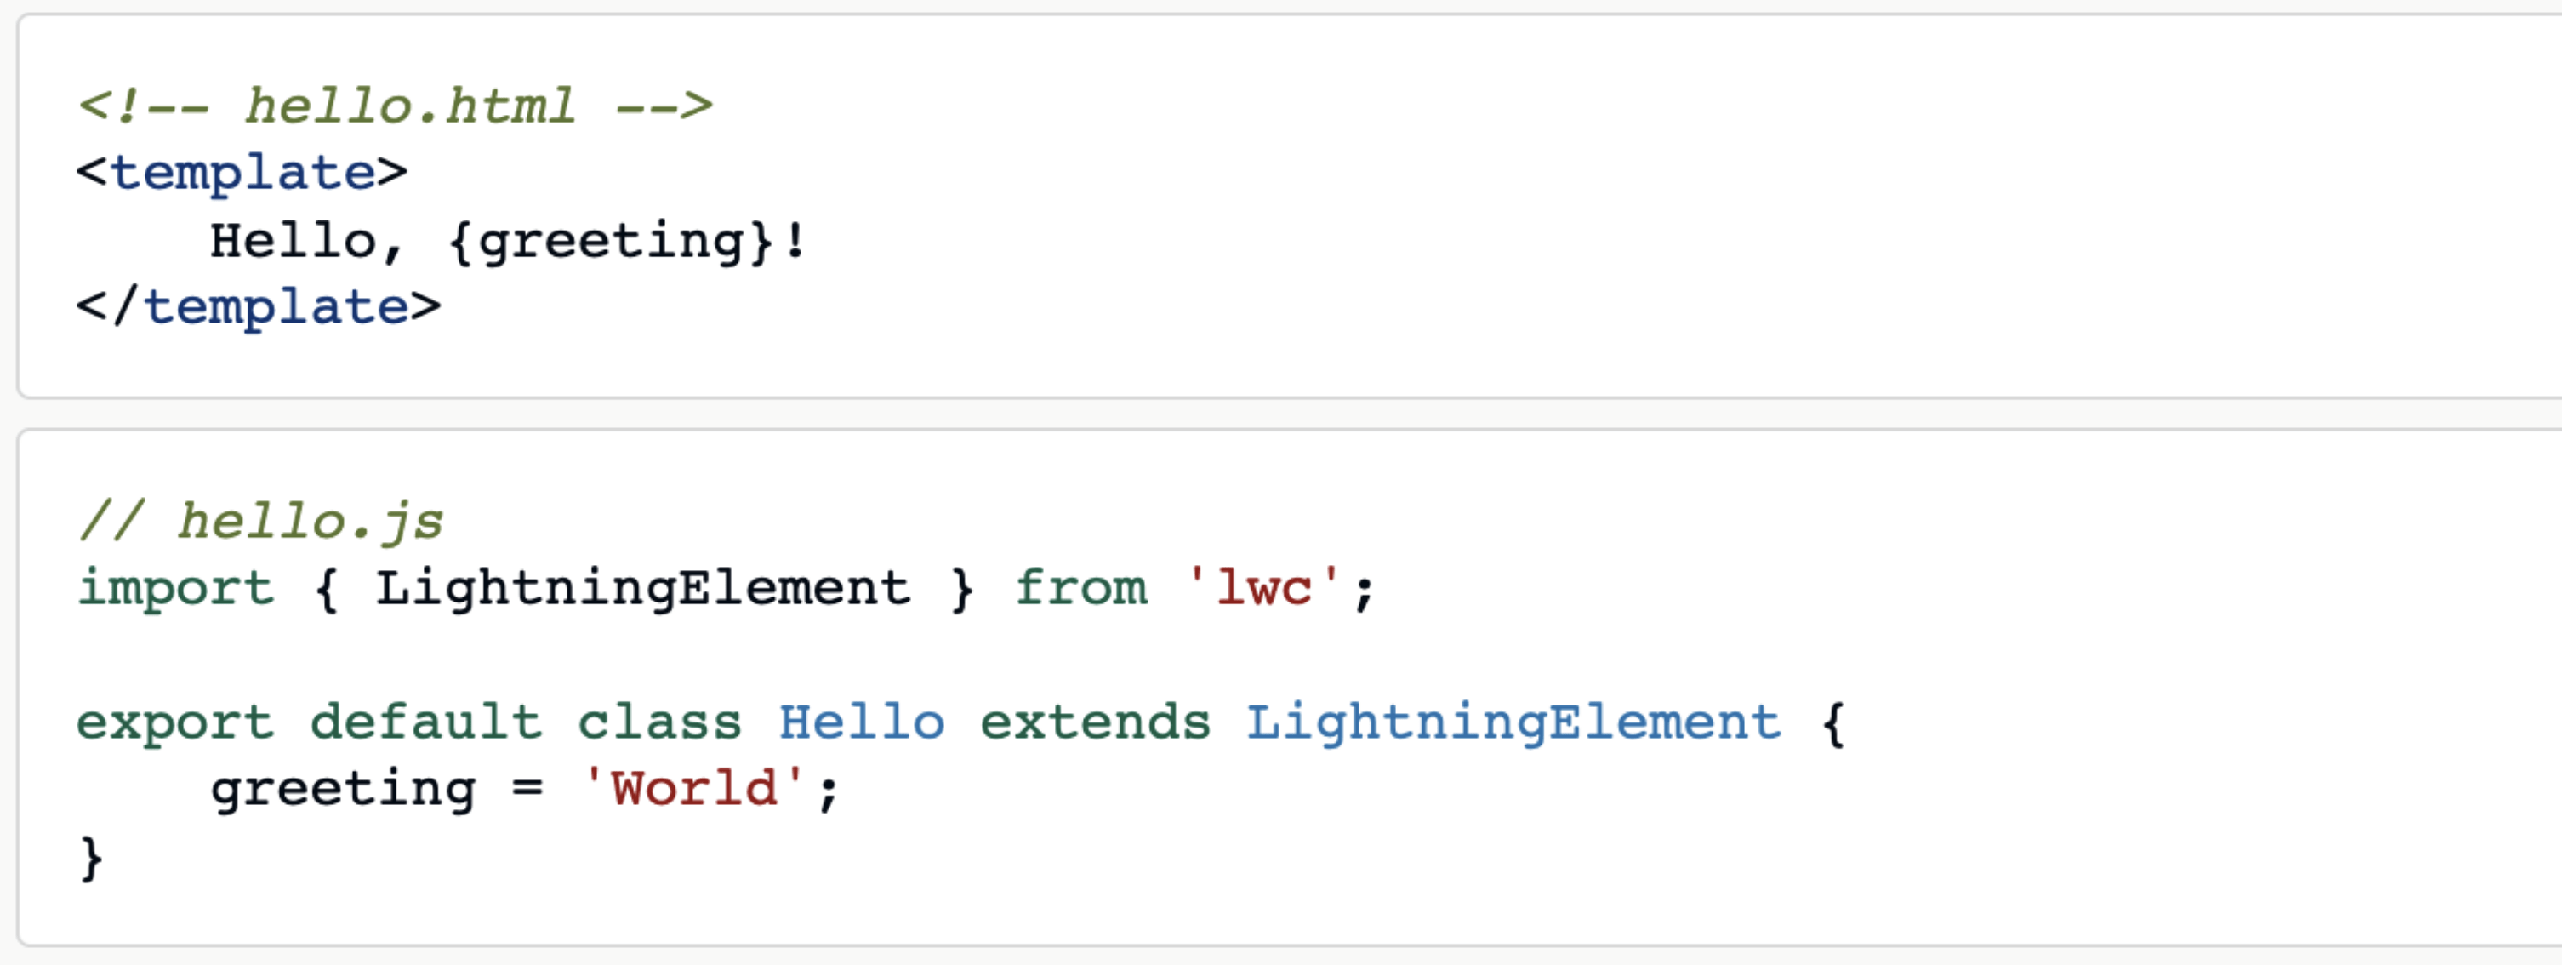 <!-- hello.html -->
<template>
    Hello, {greeting}!
</template>
// hello.js
import { LightningElement } from 'lwc';
export default class Hello extends LightningElement {
    greeting = 'World';
}